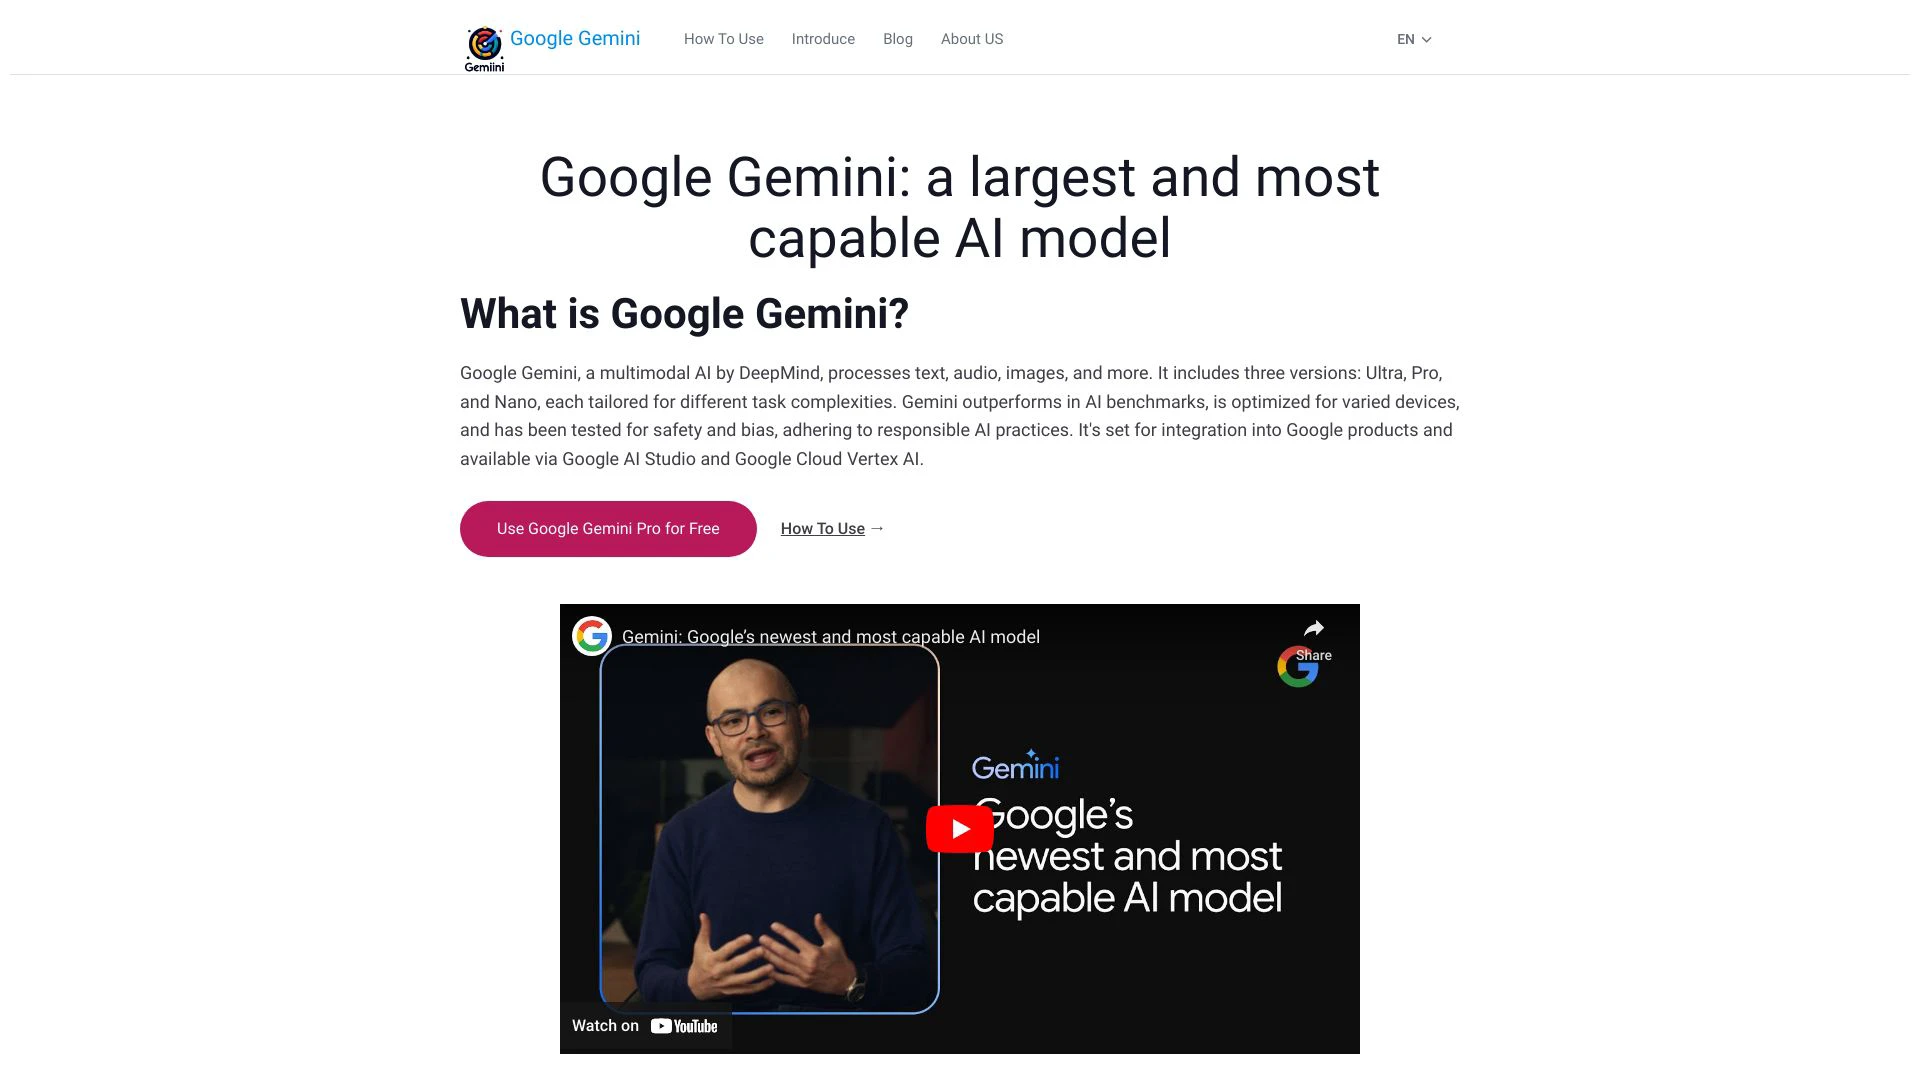 Gemiini
Google Gemini
How To Use
Introduce
Blog
About US
EN
Google Gemini: a largest and most
capable AI model
What is Google Gemini?
Google Gemini, a multimodal AI by DeepMind, processes text, audio, images, and more. It includes three versions: Ultra, Pro,
and Nano, each tailored for different task complexities. Gemini outperforms in AI benchmarks, is optimized for varied devices,
and has been tested for safety and bias, adhering to responsible AI practices. It's set for integration into Google products and
available via Google AI Studio and Google Cloud Vertex AI.
Use Google Gemini Pro for Free
How To Use →
Gemini: Google’s newest and most capable AI model
Share
Gemini
Google’s
newest and most
capable AI model
Watch on YouTube